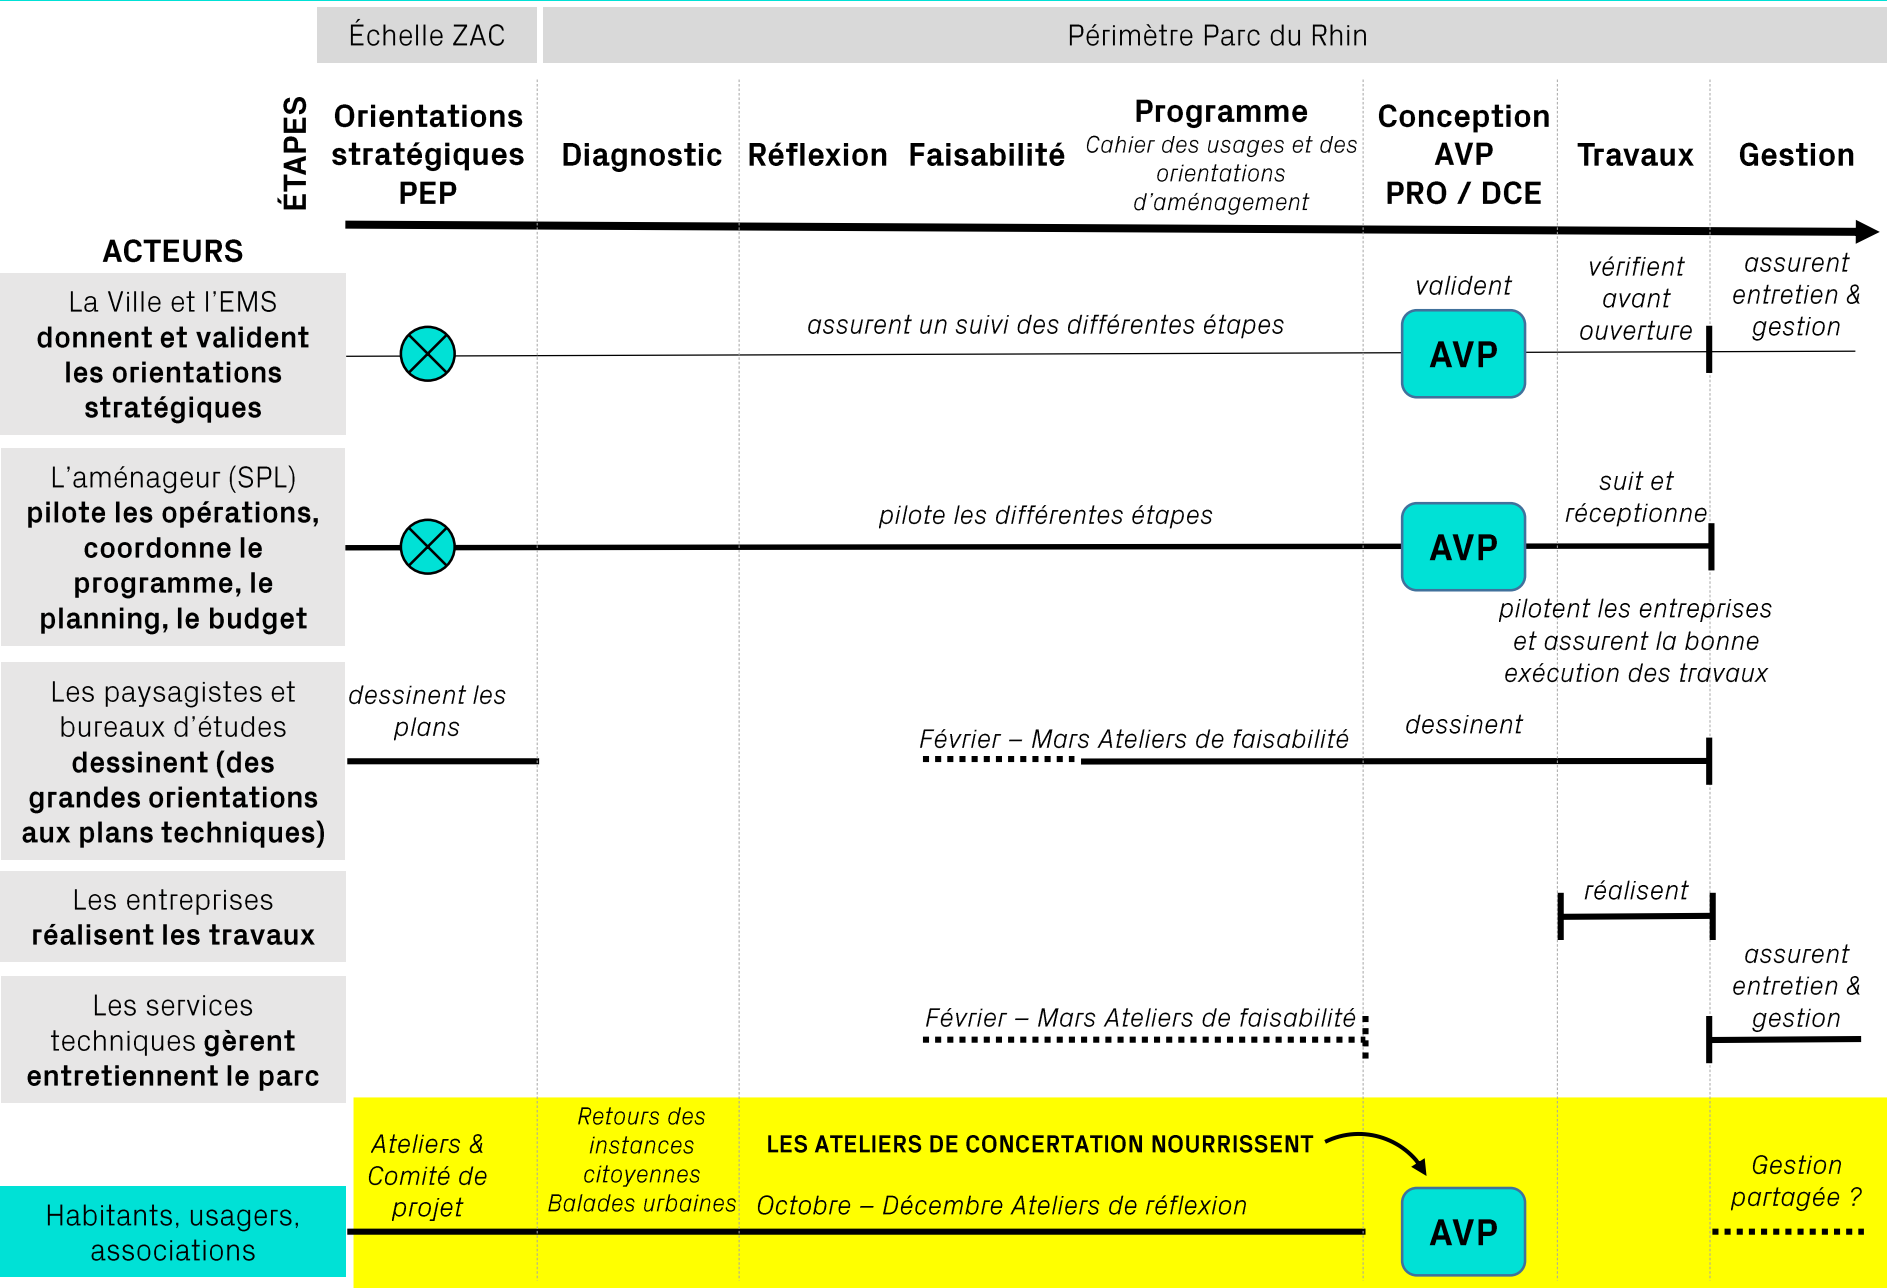 Échelle ZAC
Périmètre Parc du Rhin
ÉTAPES
Orientations
stratégiques
PEP
Diagnostic
Réflexion
Faisabilité
Programme
Cahier des usages et des
orientations
d'aménagement
Conception
AVP
PRO / DCE
Travaux
Gestion
ACTEURS
La Ville et l'EMS
donnent et valident
les orientations
stratégiques
assurent un suivi des différentes étapes
valident
AVP
vérifient
avant
ouverture
assurent
entretien &
gestion
L'aménageur (SPL)
pilote les opérations,
coordonne le
programme, le
planning, le budget
pilote les différentes étapes
AVP
suit et
réceptionne
Les paysagistes et
bureaux d'études
dessinent (des
grandes orientations
aux plans techniques)
dessinent les
plans
Février – Mars Ateliers de faisabilité
dessinent
pilotent les entreprises
et assurent la bonne
exécution des travaux
Les entreprises
réalisent les travaux
réalisent
Les services
techniques gèrent
entretiennent le parc
Février – Mars Ateliers de faisabilité
assurent
entretien &
gestion
Habitants, usagers,
associations
Ateliers &
Comité de
projet
Retours des
instances
citoyennes
Balades urbaines
LES ATELIERS DE CONCERTATION NOURRISSENT
Octobre – Décembre Ateliers de réflexion
AVP
Gestion
partagée ?